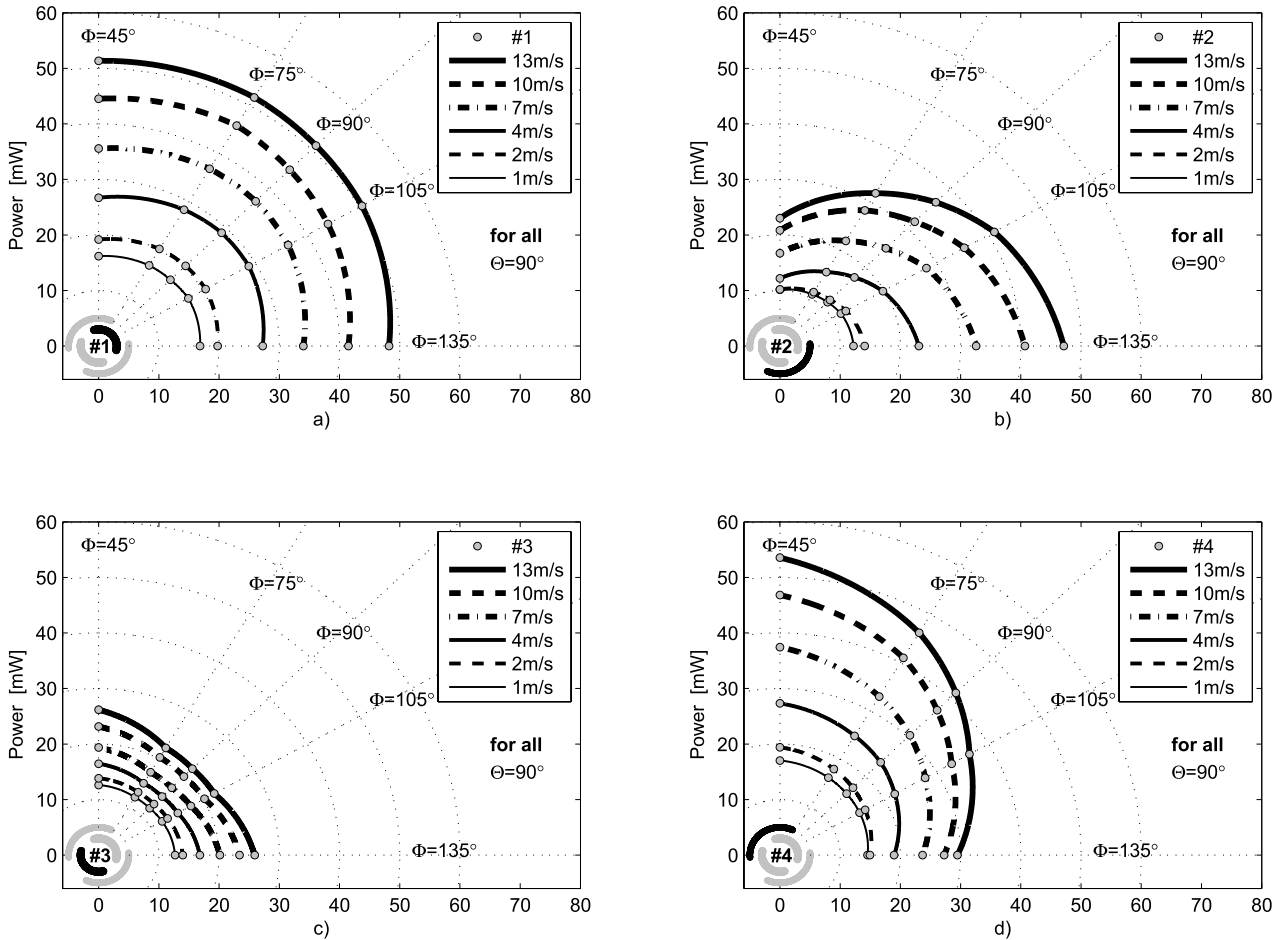 60
50
40
30
20
10
0
Power [mW]
Φ=45°
Φ=75°
Φ=90°
Φ=105°
Φ=135°
#1
13m/s
10m/s
7m/s
4m/s
2m/s
1m/s
for all
Θ=90°
#1
0 10 20 30 40 50 60 70 80
a)
60
50
40
30
20
10
0
Power [mW]
Φ=45°
Φ=75°
Φ=90°
Φ=105°
Φ=135°
#2
13m/s
10m/s
7m/s
4m/s
2m/s
1m/s
for all
Θ=90°
#2
0 10 20 30 40 50 60 70 80
b)
60
50
40
30
20
10
0
Power [mW]
Φ=45°
Φ=75°
Φ=90°
Φ=105°
Φ=135°
#3
13m/s
10m/s
7m/s
4m/s
2m/s
1m/s
for all
Θ=90°
#3
0 10 20 30 40 50 60 70 80
c)
60
50
40
30
20
10
0
Power [mW]
Φ=45°
Φ=75°
Φ=90°
Φ=105°
Φ=135°
#4
13m/s
10m/s
7m/s
4m/s
2m/s
1m/s
for all
Θ=90°
#4
0 10 20 30 40 50 60 70 80
d)